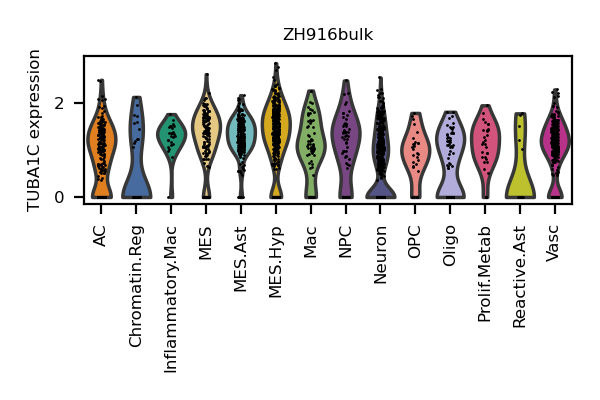 ZH916bulk
TUBA1C expression
2
0
AC
Chromatin.Reg
Inflammatory.Mac
MES
MES.Ast
MES.Hyp
Mac
NPC
Neuron
OPC
Oligo
Prolif.Metab
Reactive.Ast
Vasc